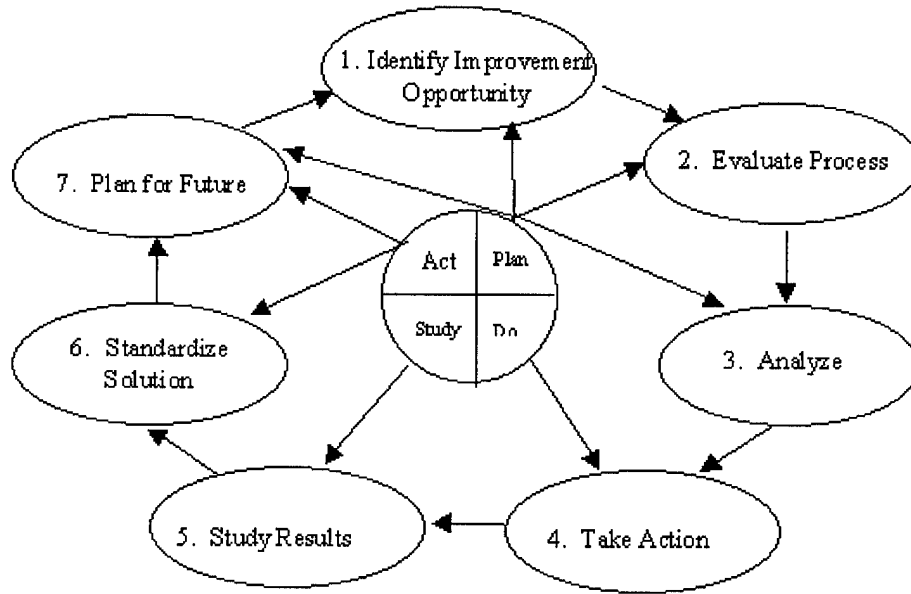 1. Identify Improvement
Opportunity
2. Evaluate Process
7. Plan for Future
Act
Plan
Study
Do
6. Standardize
Solution
3. Analyze
5. Study Results
4. Take Action